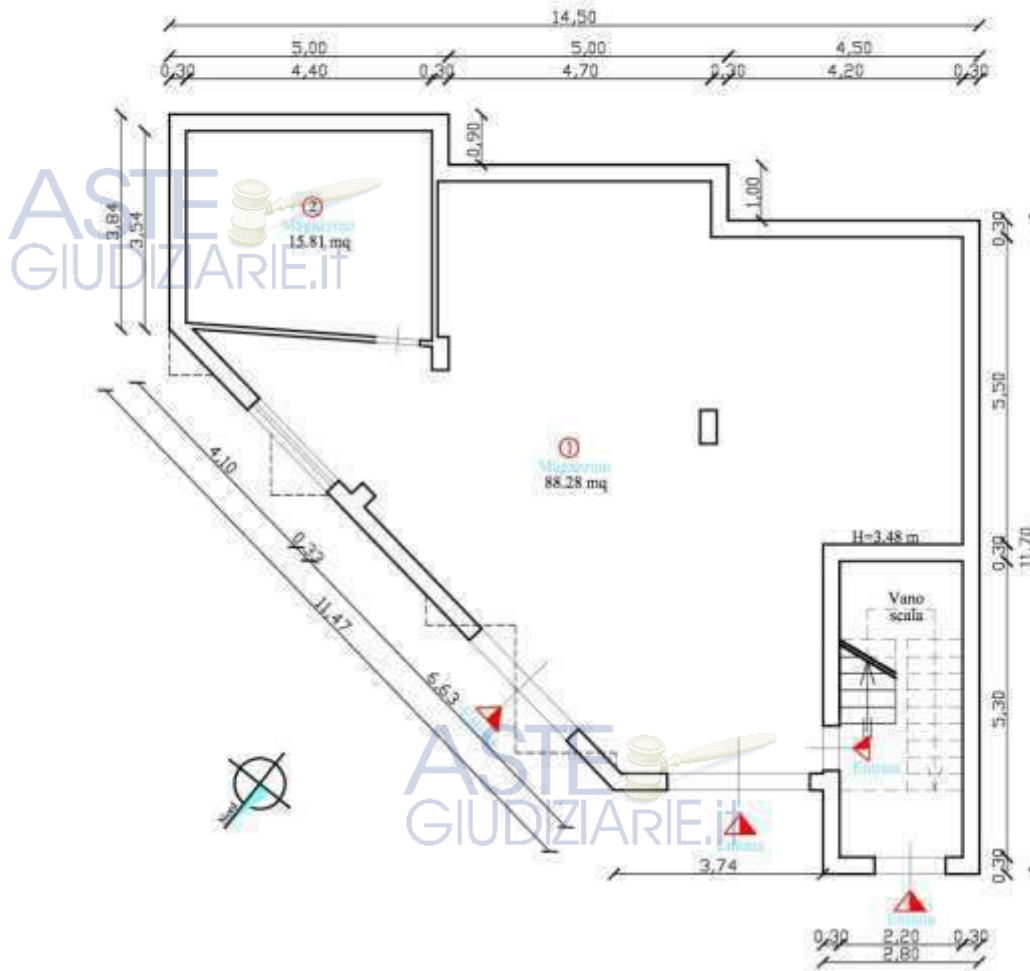 14,50
5,00 5,00 4,50
0,30 4,40 0,30 4,70 0,30 4,20 0,30
0,90
1,00
3,84
3,54
ASTE
GIUDIZIARIE.it
2
Magazzino
15.81 mq
0,30
5,50
4,10
1
Magazzino
88.28 mq
0,33
11,47
H=3.48 m
0,30
11,70
Vano
scala
6,63
5,30
Entrata
Entrata
ASTE
GIUDIZIARIE.it
Nord
Entrata
3,74
0,30
Entrata
0,30 2,20 0,30
2,80